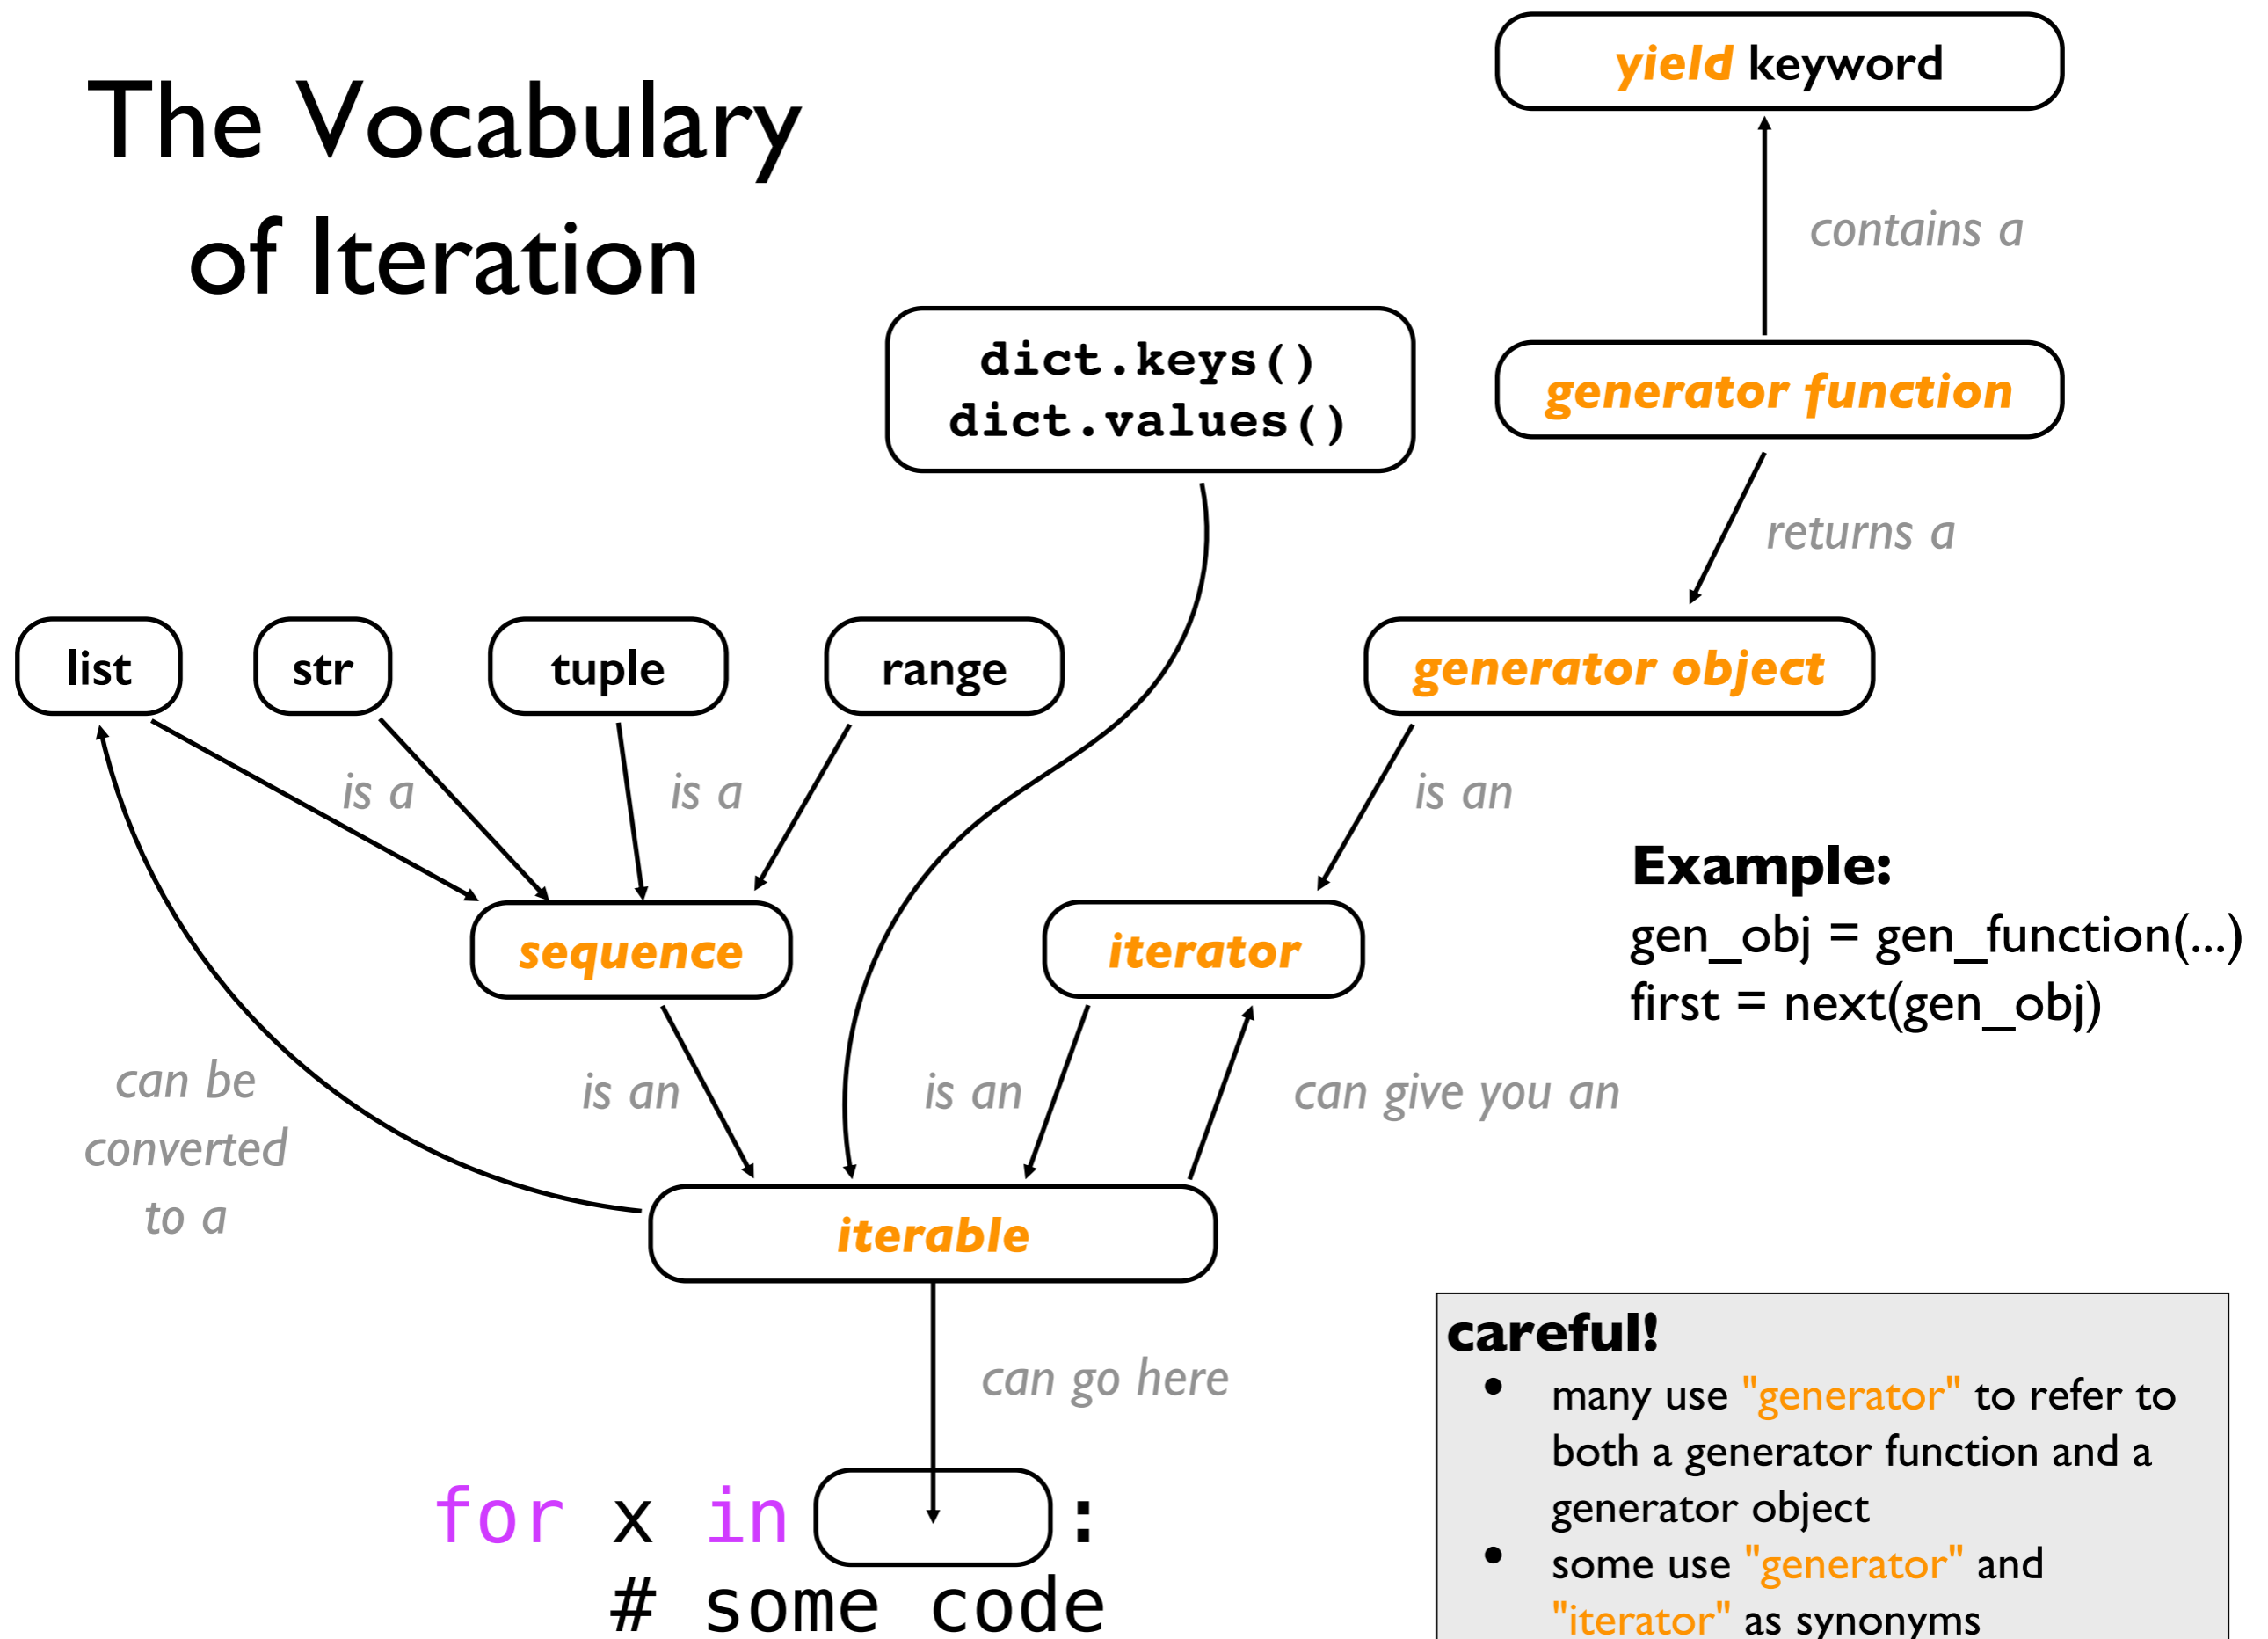 The Vocabulary
of Iteration
yield keyword
contains a
dict.keys()
dict.values()
generator function
returns a
list
str
tuple
range
generator object
is a
is a
is an
Example:
gen_obj = gen_function(...)
first = next(gen_obj)
sequence
iterator
can be
converted
to a
is an
is an
can give you an
iterable
can go here
for x in :
# some code
careful!
• many use "generator" to refer to
both a generator function and a
generator object
• some use "generator" and
"iterator" as synonyms